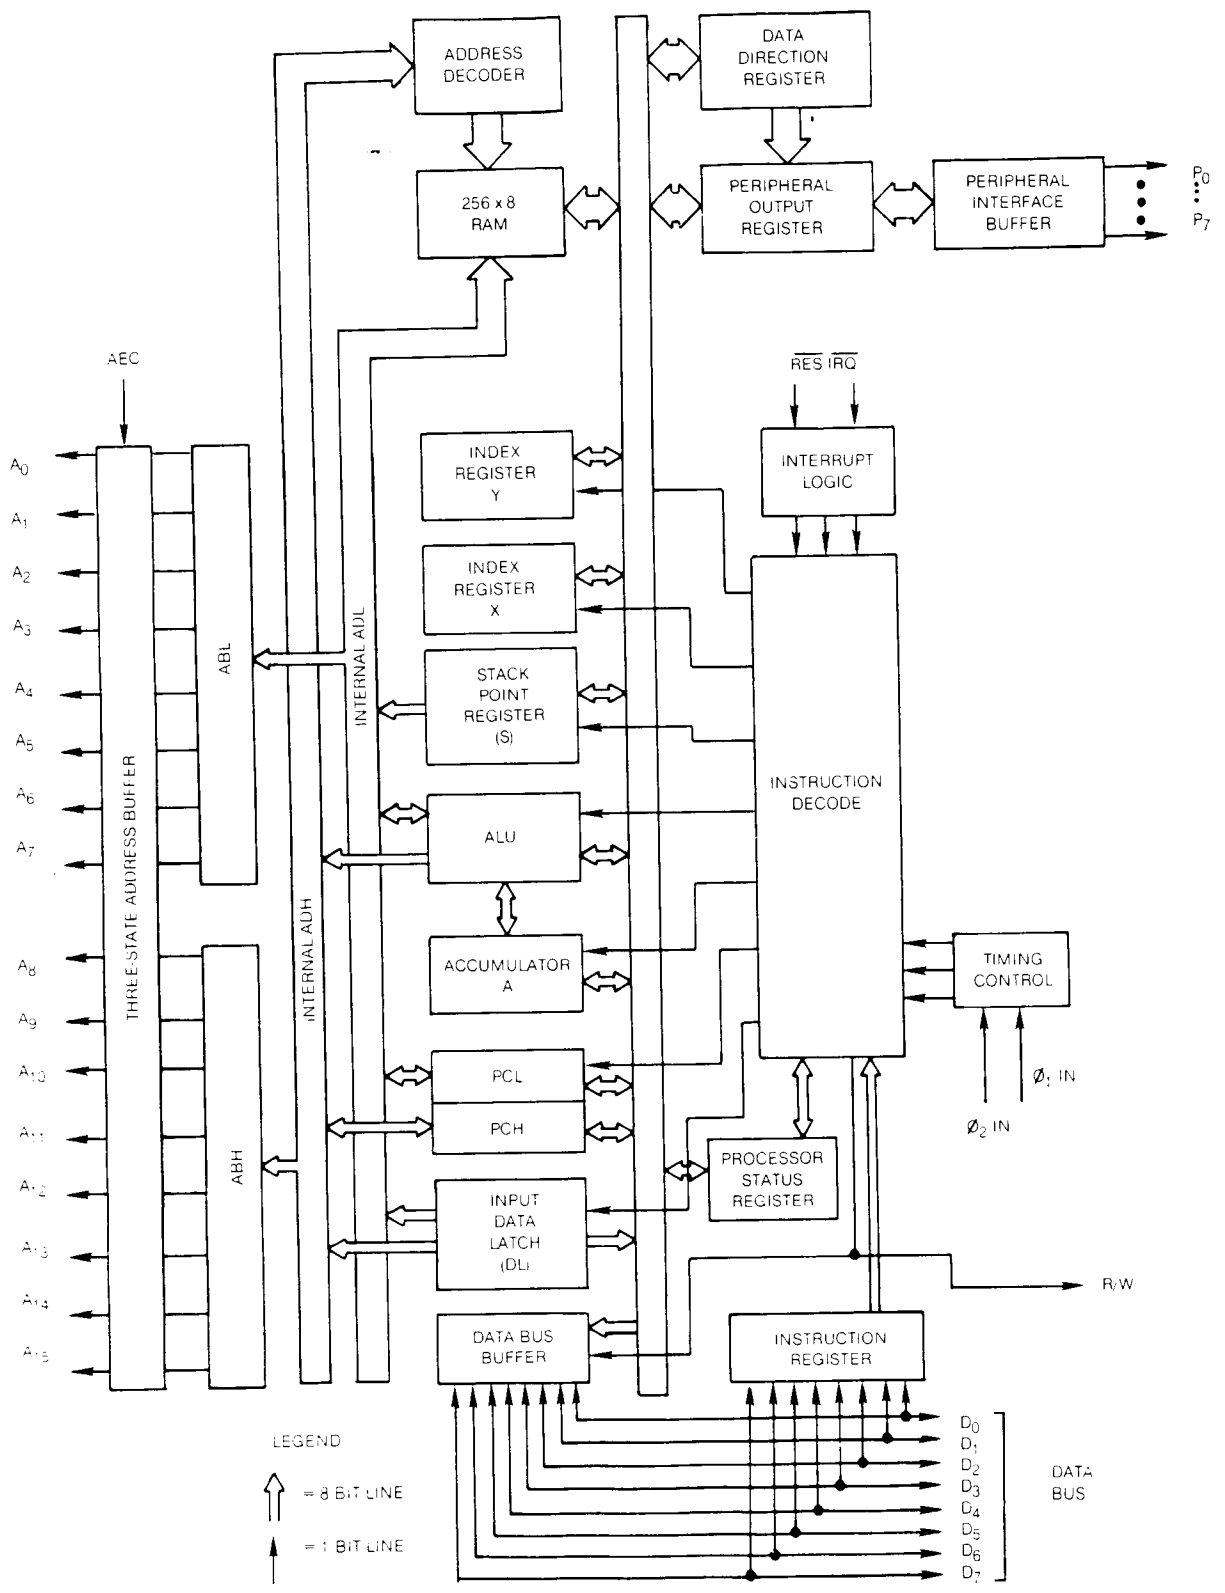 ADDRESS
DECODER
DATA
DIRECTION
REGISTER
256 x 8
RAM
PERIPHERAL
OUTPUT
REGISTER
PERIPHERAL
INTERFACE
BUFFER
P0
P7
AEC
RES IRQ
A0
A1
A2
A3
A4
A5
A6
A7
A8
A9
A10
A11
A12
A13
A14
A15
THREE-STATE ADDRESS BUFFER
ABL
ABH
INTERNAL ADH
INTERNAL ADL
INDEX
REGISTER
Y
INDEX
REGISTER
X
STACK
POINT
REGISTER
(S)
ALU
ACCUMULATOR
A
PCL
PCH
INPUT
DATA
LATCH
(DL)
DATA BUS
BUFFER
INTERRUPT
LOGIC
INSTRUCTION
DECODE
TIMING
CONTROL
Ø1 IN
Ø2 IN
PROCESSOR
STATUS
REGISTER
R/W
INSTRUCTION
REGISTER
D0
D1
D2
D3
D4
D5
D6
D7
DATA
BUS
LEGEND
= 8 BIT LINE
= 1 BIT LINE